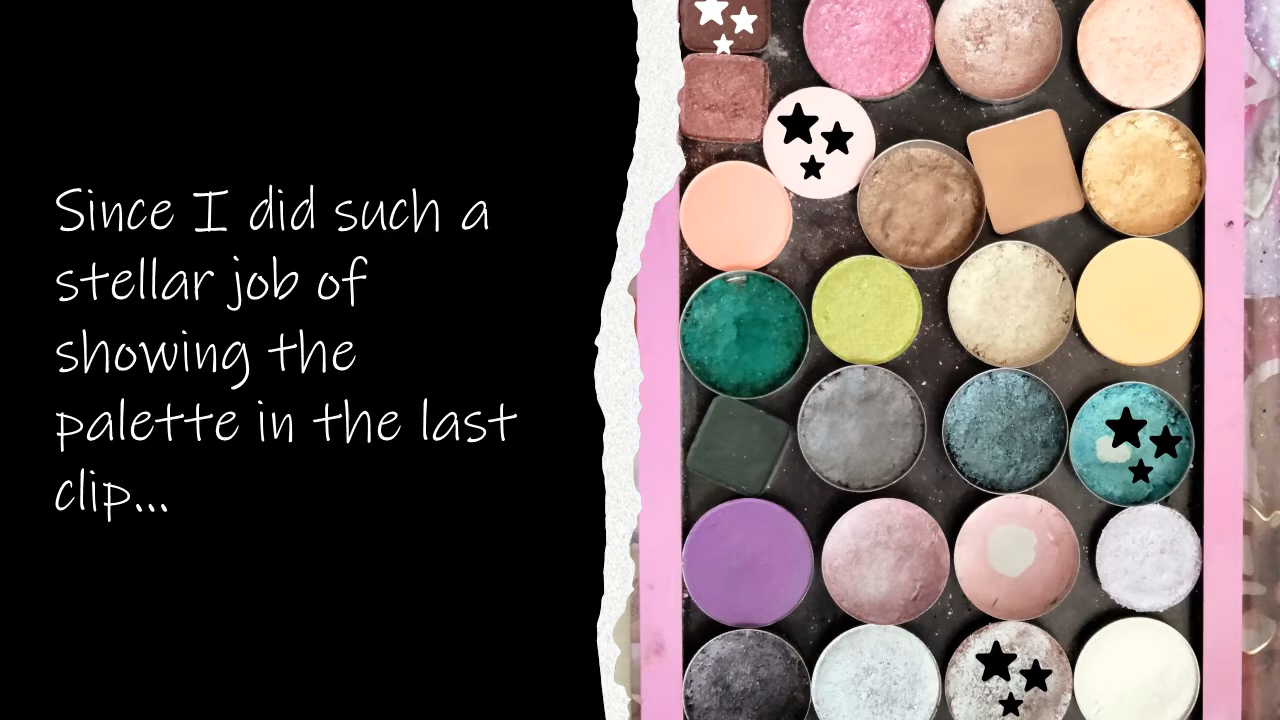 Since I did such a
stellar job of
showing the
palette in the last
clip...